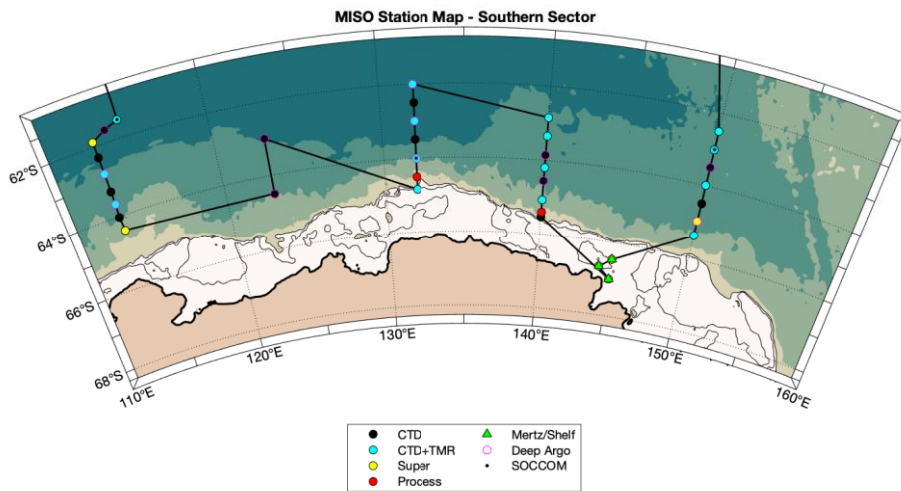 MISO Station Map - Southern Sector
62°S
64°S
66°S
68°S
110°E
120°E
130°E
140°E
150°E
160°E
CTD
CTD+TMR
Super
Process
Mertz/Shelf
Deep Argo
SOCCOM